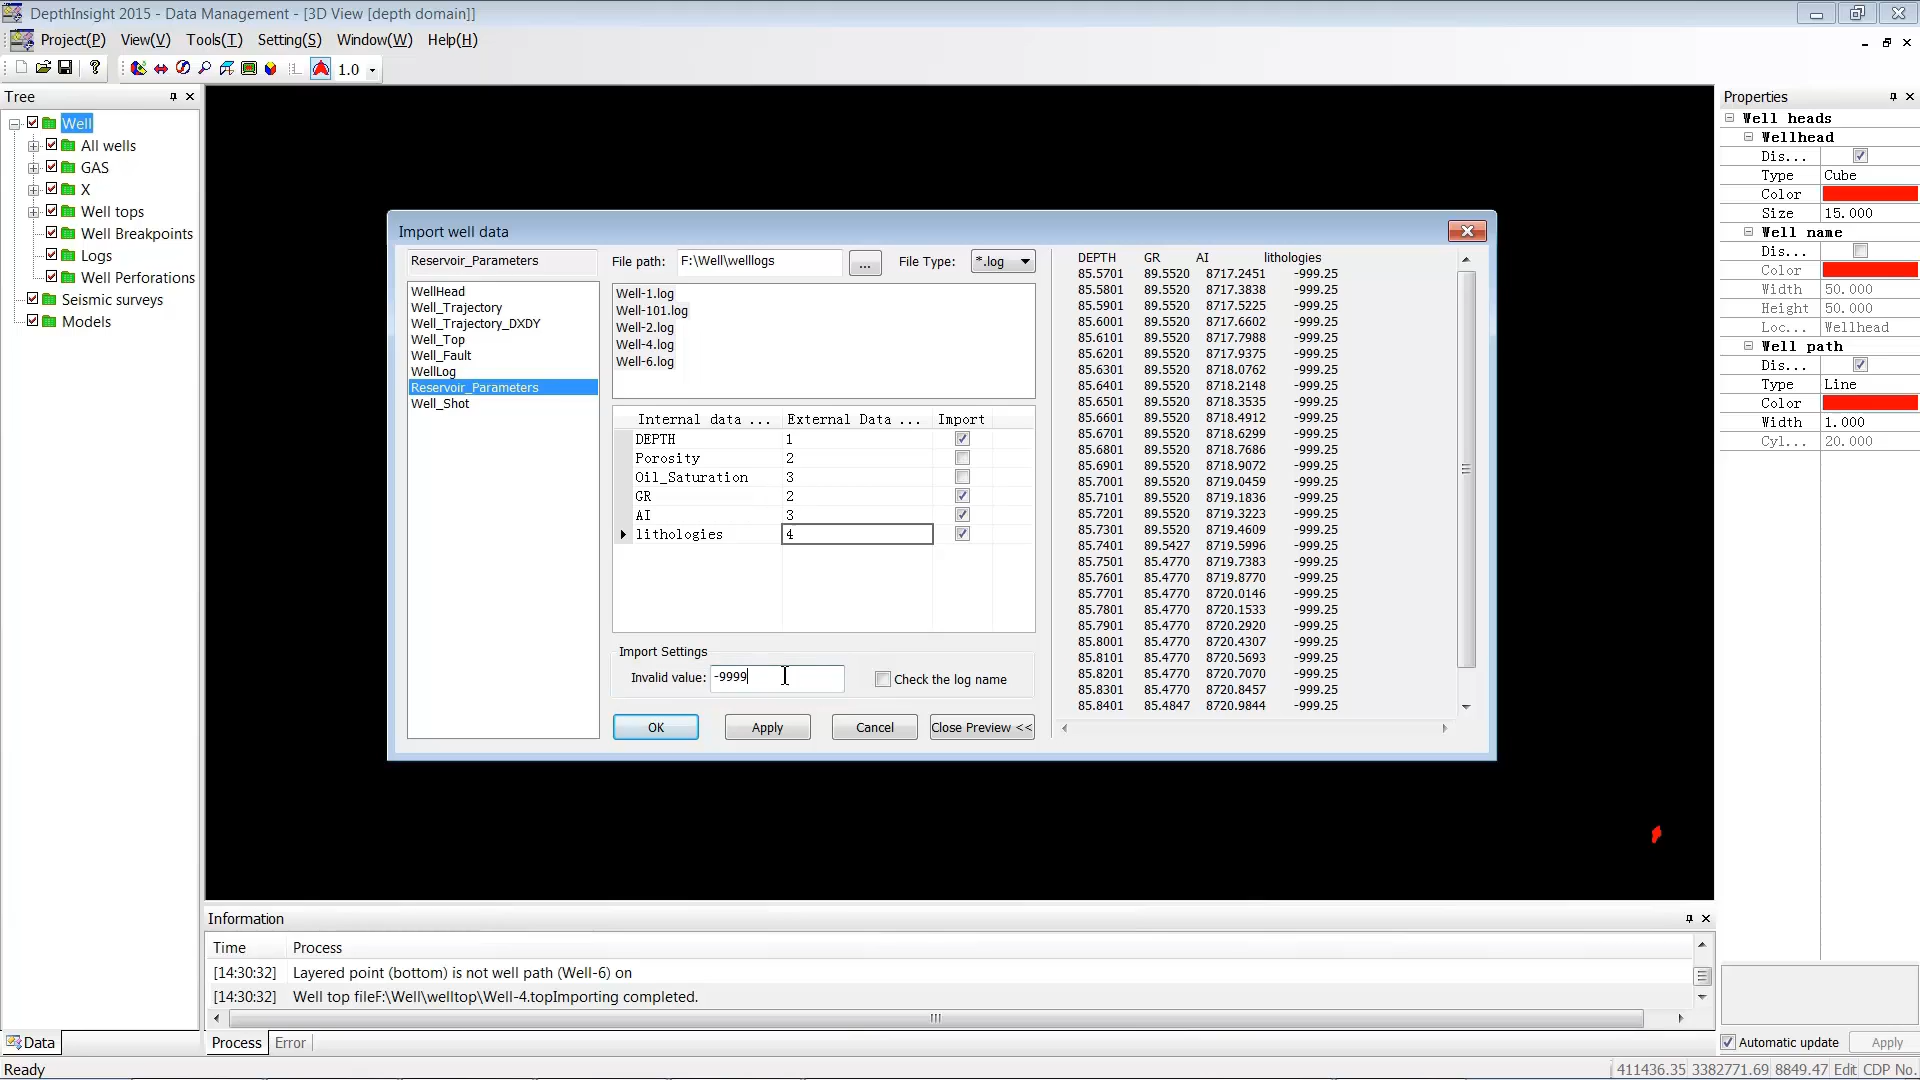 DepthInsight 2015 - Data Management - [3D View [depth domain]]
Project(P) View(V) Tools(T) Setting(S) Window(W) Help(H)
1.0
Tree
Well
All wells
GAS
X
Well tops
Well Breakpoints
Logs
Well Perforations
Seismic surveys
Models
Data
Import well data
Reservoir_Parameters
WellHead
Well_Trajectory
Well_Trajectory_DXDY
Well_Top
Well_Fault
WellLog
Reservoir_Parameters
Well_Shot
File path: F:\Well\welllogs ... File Type: *.log
Well-1.log
Well-101.log
Well-2.log
Well-4.log
Well-6.log
Internal data ... External Data ... Import
DEPTH 1
Porosity 2
Oil_Saturation 3
GR 2
AI 3
lithologies 4
Import Settings
Invalid value: -9999 Check the log name
OK Apply Cancel Close Preview <<
DEPTH GR AI lithologies
85.5701 89.5520 8717.2451 -999.25
85.5801 89.5520 8717.3838 -999.25
85.5901 89.5520 8717.5225 -999.25
85.6001 89.5520 8717.6602 -999.25
85.6101 89.5520 8717.7988 -999.25
85.6201 89.5520 8717.9375 -999.25
85.6301 89.5520 8718.0762 -999.25
85.6401 89.5520 8718.2148 -999.25
85.6501 89.5520 8718.3535 -999.25
85.6601 89.5520 8718.4912 -999.25
85.6701 89.5520 8718.6299 -999.25
85.6801 89.5520 8718.7686 -999.25
85.6901 89.5520 8718.9072 -999.25
85.7001 89.5520 8719.0459 -999.25
85.7101 89.5520 8719.1836 -999.25
85.7201 89.5520 8719.3223 -999.25
85.7301 89.5520 8719.4609 -999.25
85.7401 89.5427 8719.5996 -999.25
85.7501 85.4770 8719.7383 -999.25
85.7601 85.4770 8719.8770 -999.25
85.7701 85.4770 8720.0146 -999.25
85.7801 85.4770 8720.1533 -999.25
85.7901 85.4770 8720.2920 -999.25
85.8001 85.4770 8720.4307 -999.25
85.8101 85.4770 8720.5693 -999.25
85.8201 85.4770 8720.7070 -999.25
85.8301 85.4770 8720.8457 -999.25
85.8401 85.4847 8720.9844 -999.25
Properties
Well heads
Wellhead
Dis...
Type Cube
Color
Size 15.000
Well name
Dis...
Color
Width 50.000
Height 50.000
Loc... Wellhead
Well path
Dis...
Type Line
Color
Width 1.000
Cyl... 20.000
Automatic update Apply
Information
Time Process
[14:30:32] Layered point (bottom) is not well path (Well-6) on
[14:30:32] Well top fileF:\Well\welltop\Well-4.topImporting completed.
Process Error
Ready
411436.35 3382771.69 8849.47 Edit CDP No.